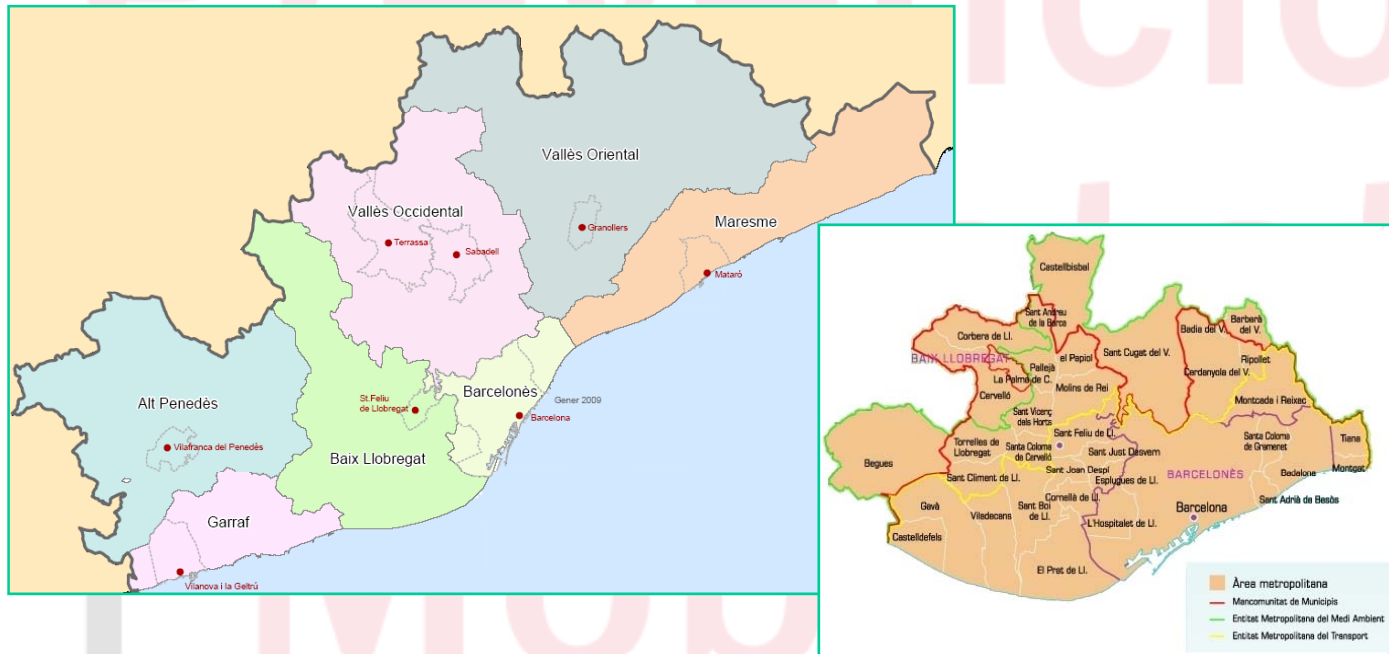 Vallès Oriental
Vallès Occidental
Granollers
Terrassa
Sabadell
Maresme
Mataró
Alt Penedès
Vilafranca del Penedès
St.Feliu
de Llobregat
Barcelonès
Gener 2009
Barcelona
Baix Llobregat
Garraf
Vilanova i la Geltrú
Castellbisbal
Sant Andreu
de la Barca
Corbera de Ll.
BAIX LLOBREGAT
el Papiol
Sant Cugat del V.
Badia del V.
Barberà
del V.
Ripollet
Cerdanyola del V.
Pallejà
La Palma de C.
Cervelló
Molins de Rei
Montcada i Reixac
Sant Vicenç
dels Horts
Torrelles de
Llobregat
Santa Coloma
de Cervelló
Sant Feliu de Ll.
Sant Just Désvern
Santa Coloma
de Gramenet
Tiana
Montgat
Begues
Sant Climent de Ll.
Sant Joan Despí
Esplugues de Ll.
BARCELONÈS
Badalona
Sant Adrià de Besòs
Gavà
Viladecans
Sant Boi
de Ll.
Cornellà de Ll.
L'Hospitalet de Ll.
Barcelona
Castelldefels
El Prat de Ll.
Àrea metropolitana
Mancomunitat de Municipis
Entitat Metropolitana del Medi Ambient
Entitat Metropolitana del Transport